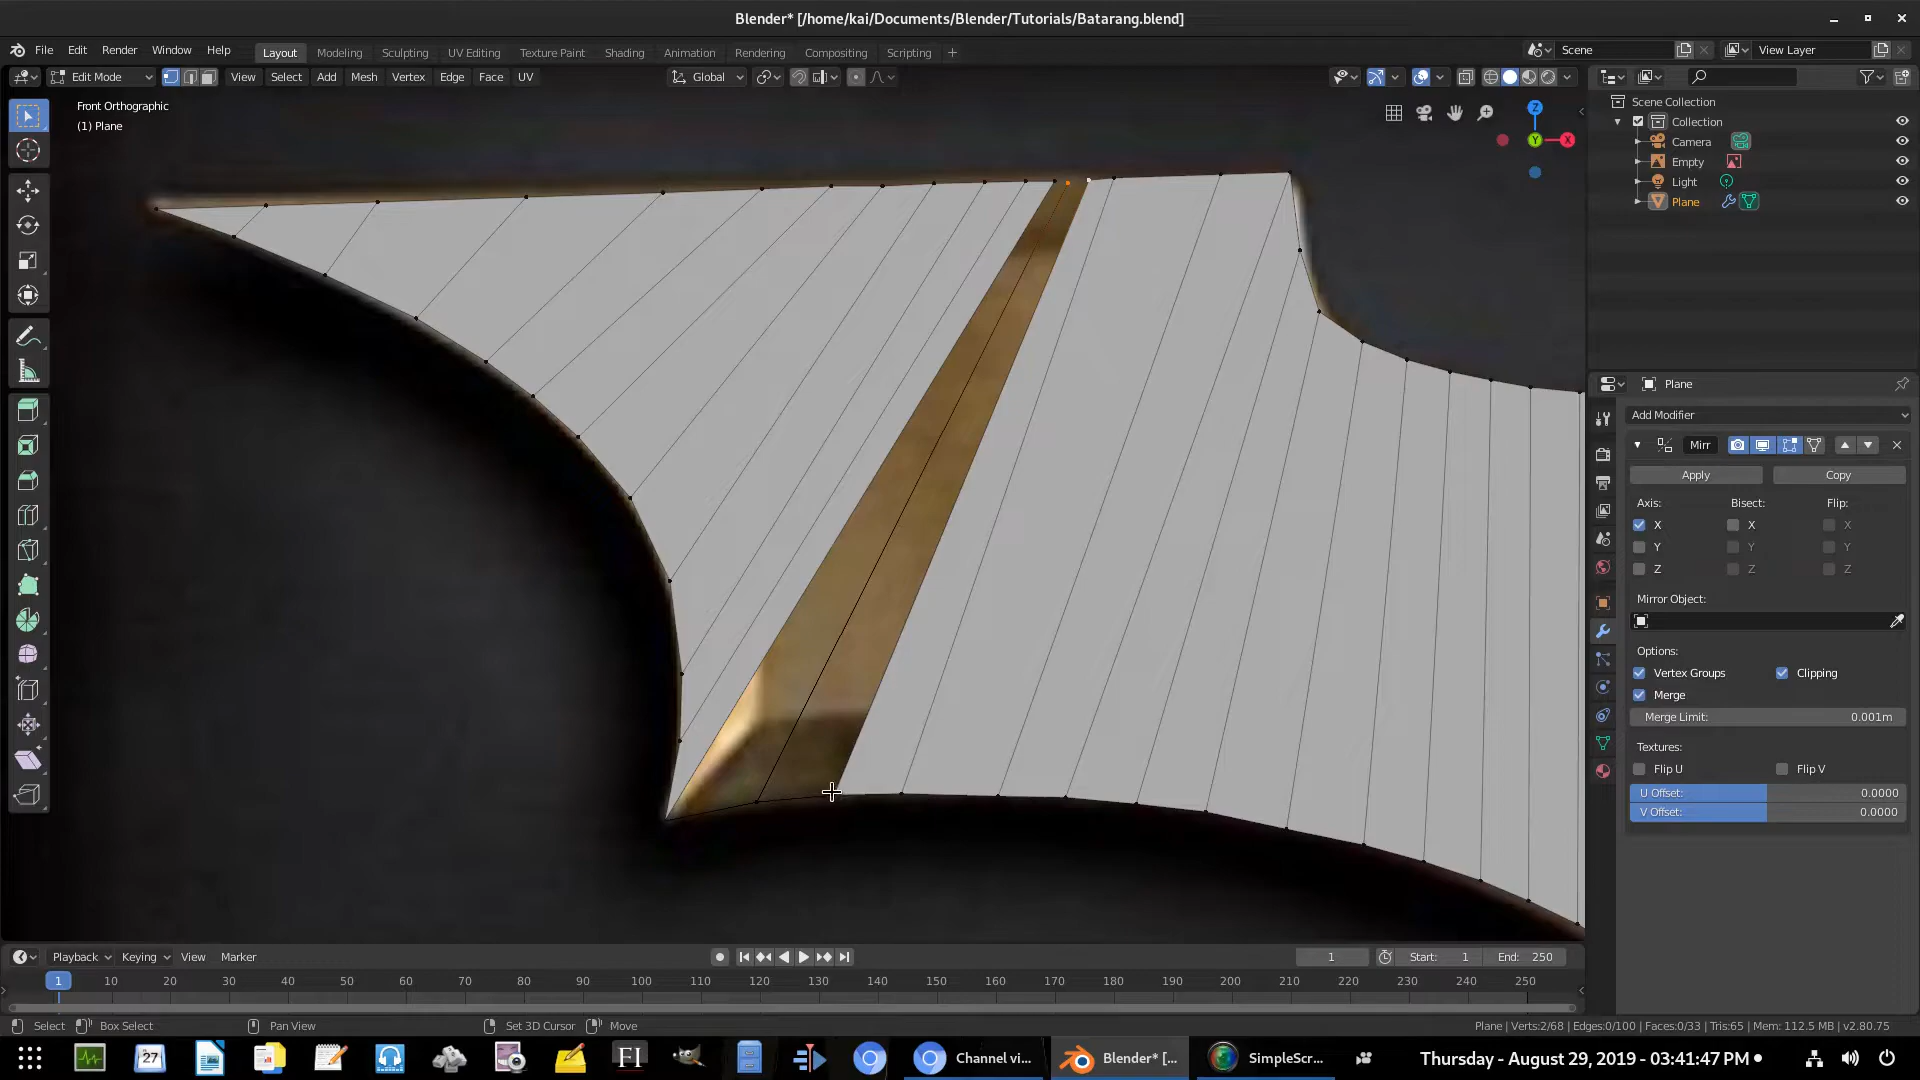 Blender* [/home/kai/Documents/Blender/Tutorials/Batarang.blend]
File Edit Render Window Help
Layout Modeling Sculpting UV Editing Texture Paint Shading Animation Rendering Compositing Scripting +
Scene
View Layer
Edit Mode View Select Add Mesh Vertex Edge Face UV
Global
Front Orthographic
(1) Plane
Z
Y
X
Scene Collection
Collection
Camera
Empty
Light
Plane
Plane
Add Modifier
Mirr
Apply Copy
Axis: Bisect: Flip:
X X X
Y Y Y
Z Z Z
Mirror Object:
Options:
Vertex Groups Clipping
Merge
Merge Limit: 0.001m
Textures:
Flip U Flip V
U Offset: 0.0000
V Offset: 0.0000
Playback Keying View Marker
1 Start: 1 End: 250
1 10 20 30 40 50 60 70 80 90 100 110 120 130 140 150 160 170 180 190 200 210 220 230 240 250
Select Box Select Pan View Set 3D Cursor Move
Plane | Verts:2/68 | Edges:0/100 | Faces:0/33 | Tris:65 | Mem: 112.5 MB | v2.80.75
27 FI Channel vi... Blender* [... SimpleScr... Thursday - August 29, 2019 - 03:41:47 PM